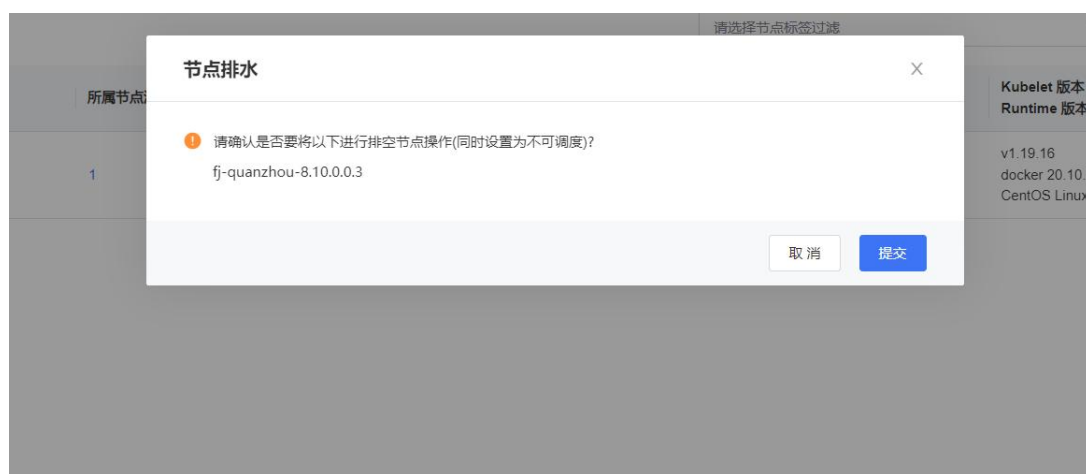 请选择节点标签过滤
节点排水
所属节点
Kubelet 版本
Runtime 版本
请确认是否要将以下进行排空节点操作(同时设置为不可调度)?
fj-quanzhou-8.10.0.0.3
1
v1.19.16
docker 20.10.
CentOS Linux
取 消
提交